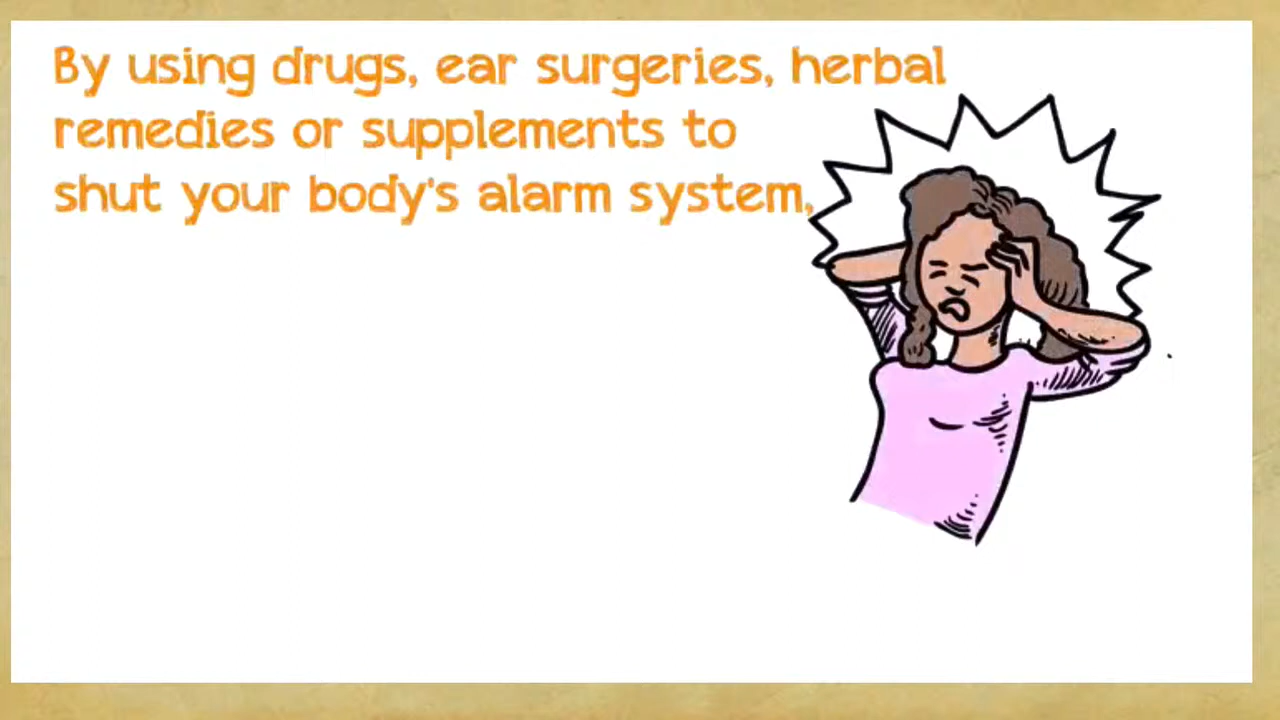 By using drugs, ear surgeries, herbal
remedies or supplements to
shut your body's alarm system,